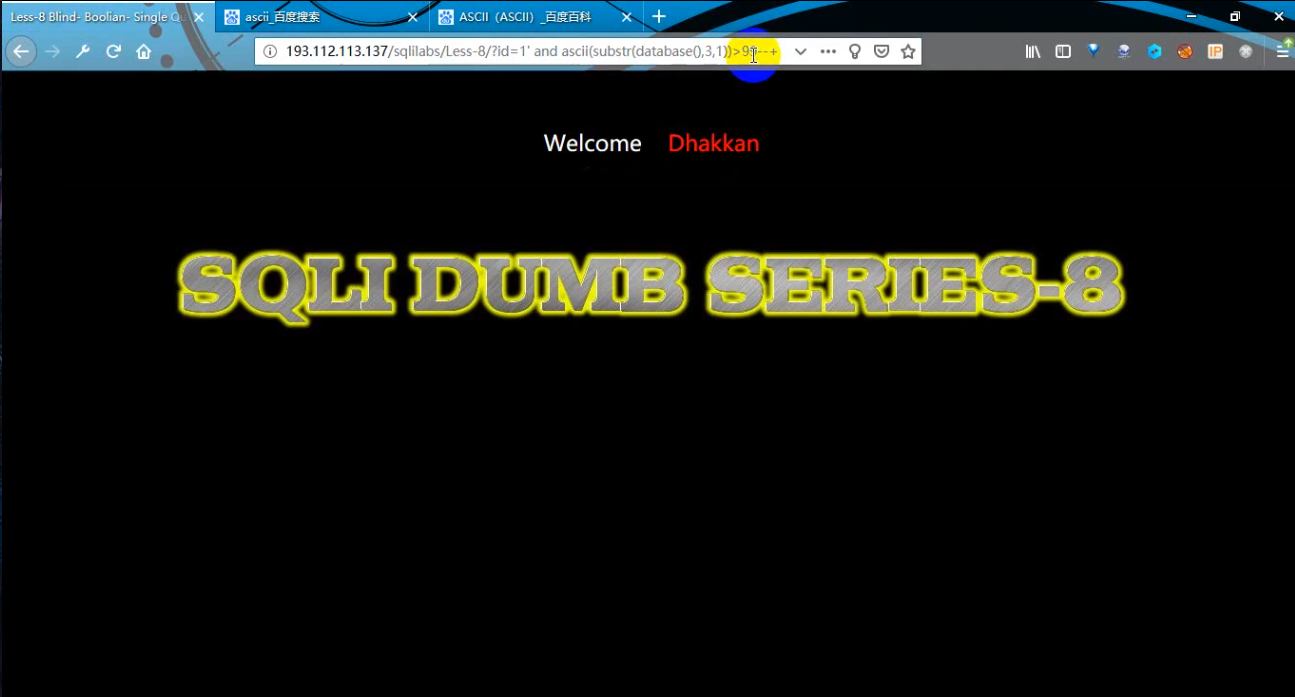 Less-8 Blind- Boolian- Single Qu
ascii_百度搜索
ASCII（ASCII）_百度百科
193.112.113.137/sqlilabs/Less-8/?id=1' and ascii(substr(database(),3,1))>
--+
IP
Welcome Dhakkan
SQLI DUMB SERIES-8